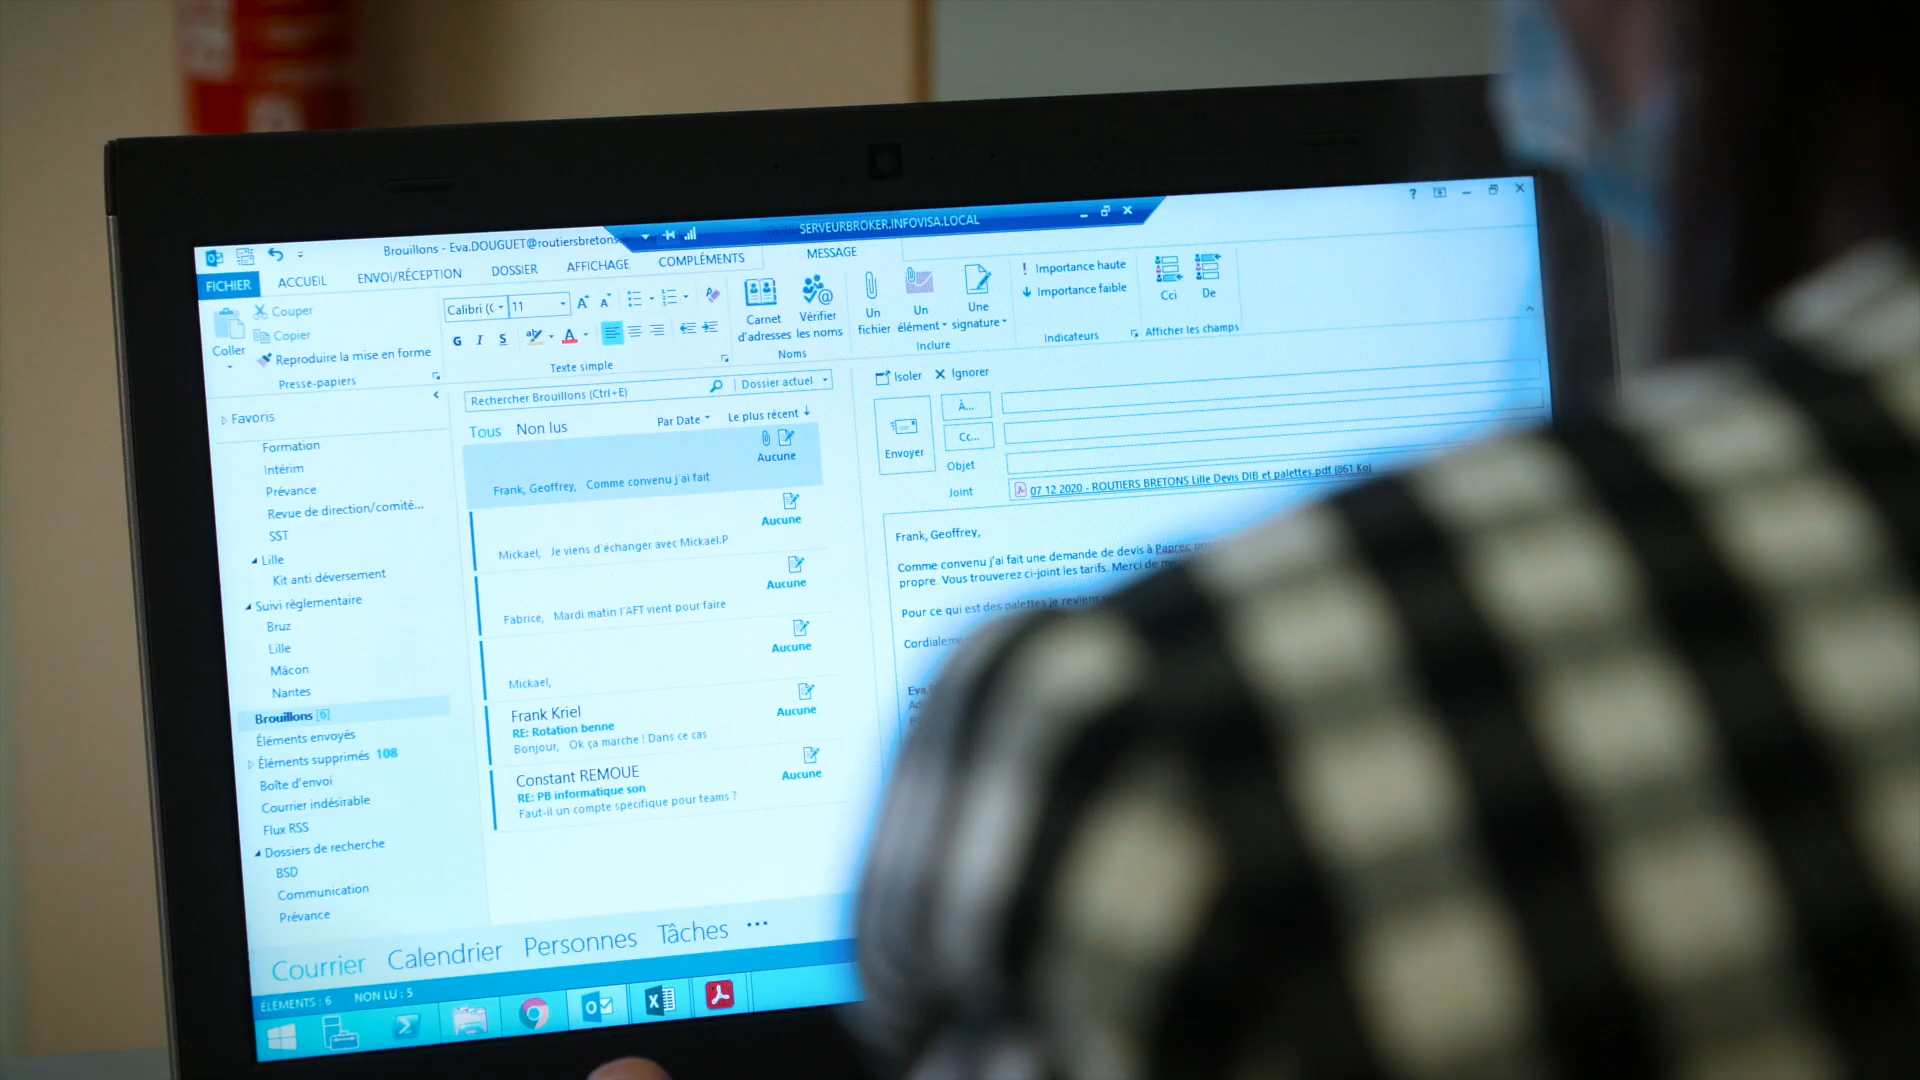 SERVEURBROKER.INFOVISA.LOCAL
Brouillons - Eva.DOUGUET@routiersbretons
FICHIER ACCUEIL ENVOI/RÉCEPTION DOSSIER AFFICHAGE COMPLÉMENTS MESSAGE
Coller
Couper
Copier
Reproduire la mise en forme
Presse-papiers
Calibri (( 11
G I S
Texte simple
Carnet d'adresses
Vérifier les noms
Noms
Un fichier
Un élément
Une signature
Inclure
Importance haute
Importance faible
Indicateurs
Cci De
Afficher les champs
Favoris
Formation
Intérim
Prévance
Revue de direction/comité...
SST
Lille
Kit anti déversement
Suivi règlementaire
Bruz
Lille
Mâcon
Nantes
Brouillons [6]
Éléments envoyés
Éléments supprimés 108
Boîte d'envoi
Courrier indésirable
Flux RSS
Dossiers de recherche
BSD
Communication
Prévance
Rechercher Brouillons (Ctrl+E) Dossier actuel
Tous Non lus Par Date Le plus récent
Aucune
Frank, Geoffrey, Comme convenu j'ai fait
Aucune
Mickael, Je viens d'échanger avec Mickael.P
Aucune
Fabrice, Mardi matin l'AFT vient pour faire
Aucune
Mickael,
Frank Kriel
RE: Rotation benne Aucune
Bonjour, Ok ça marche ! Dans ce cas
Constant REMOUE
RE: PB informatique son Aucune
Faut-il un compte spécifique pour teams ?
Isoler Ignorer
Envoyer
À...
Cc...
Objet
Joint 07 12 2020 - ROUTIERS BRETONS Lille Devis DIB et palettes.pdf (861 Ko)
Frank, Geoffrey,
Comme convenu j'ai fait une demande de devis à Paprec
propre. Vous trouverez ci-joint les tarifs. Merci de
Pour ce qui est des palettes je reviens
Cordialeme
Eva
Courrier Calendrier Personnes Tâches ...
ÉLÉMENTS : 6 NON LU : 5